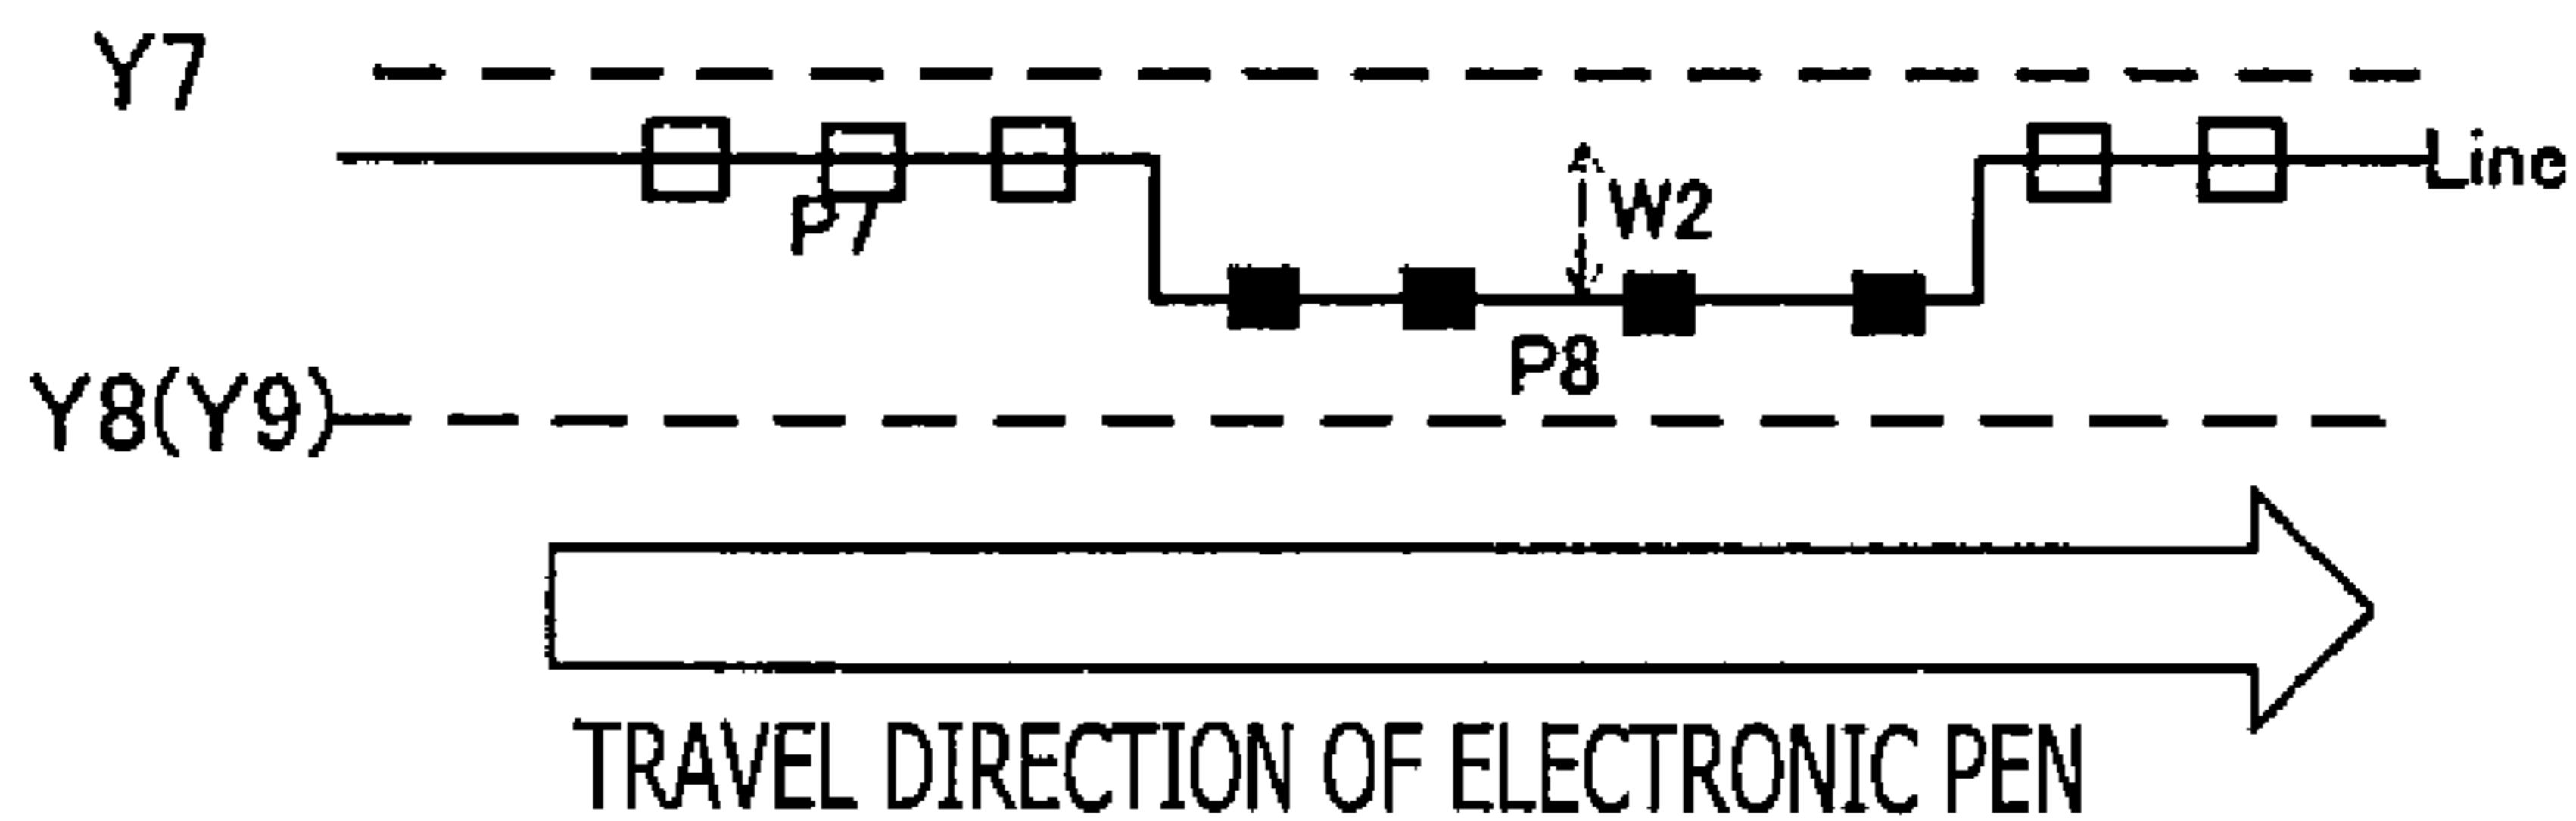 Y7
Line
P7
W2
P8
Y8(Y9)
TRAVEL DIRECTION OF ELECTRONIC PEN